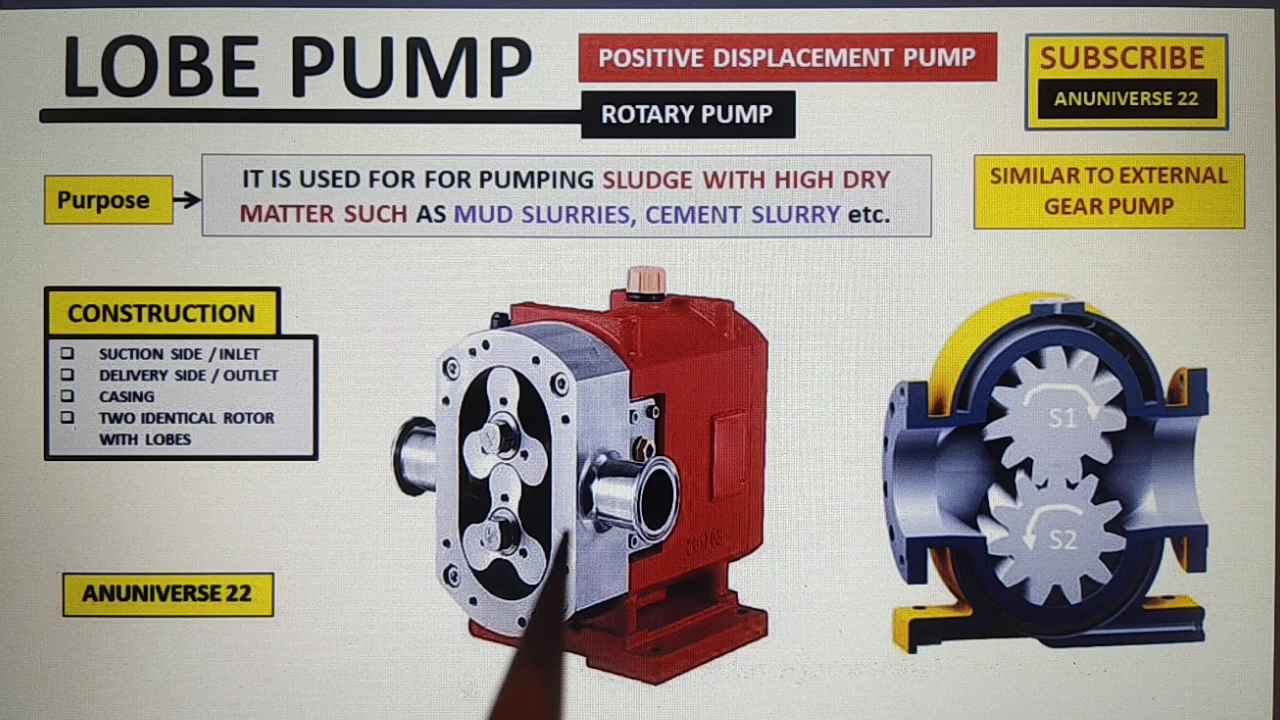 LOBE PUMP
POSITIVE DISPLACEMENT PUMP
ROTARY PUMP
SUBSCRIBE
ANUNIVERSE 22
Purpose
IT IS USED FOR FOR PUMPING SLUDGE WITH HIGH DRY
MATTER SUCH AS MUD SLURRIES, CEMENT SLURRY etc.
SIMILAR TO EXTERNAL
GEAR PUMP
CONSTRUCTION
SUCTION SIDE / INLET
DELIVERY SIDE / OUTLET
CASING
TWO IDENTICAL ROTOR
WITH LOBES
S1
S2
ANUNIVERSE 22